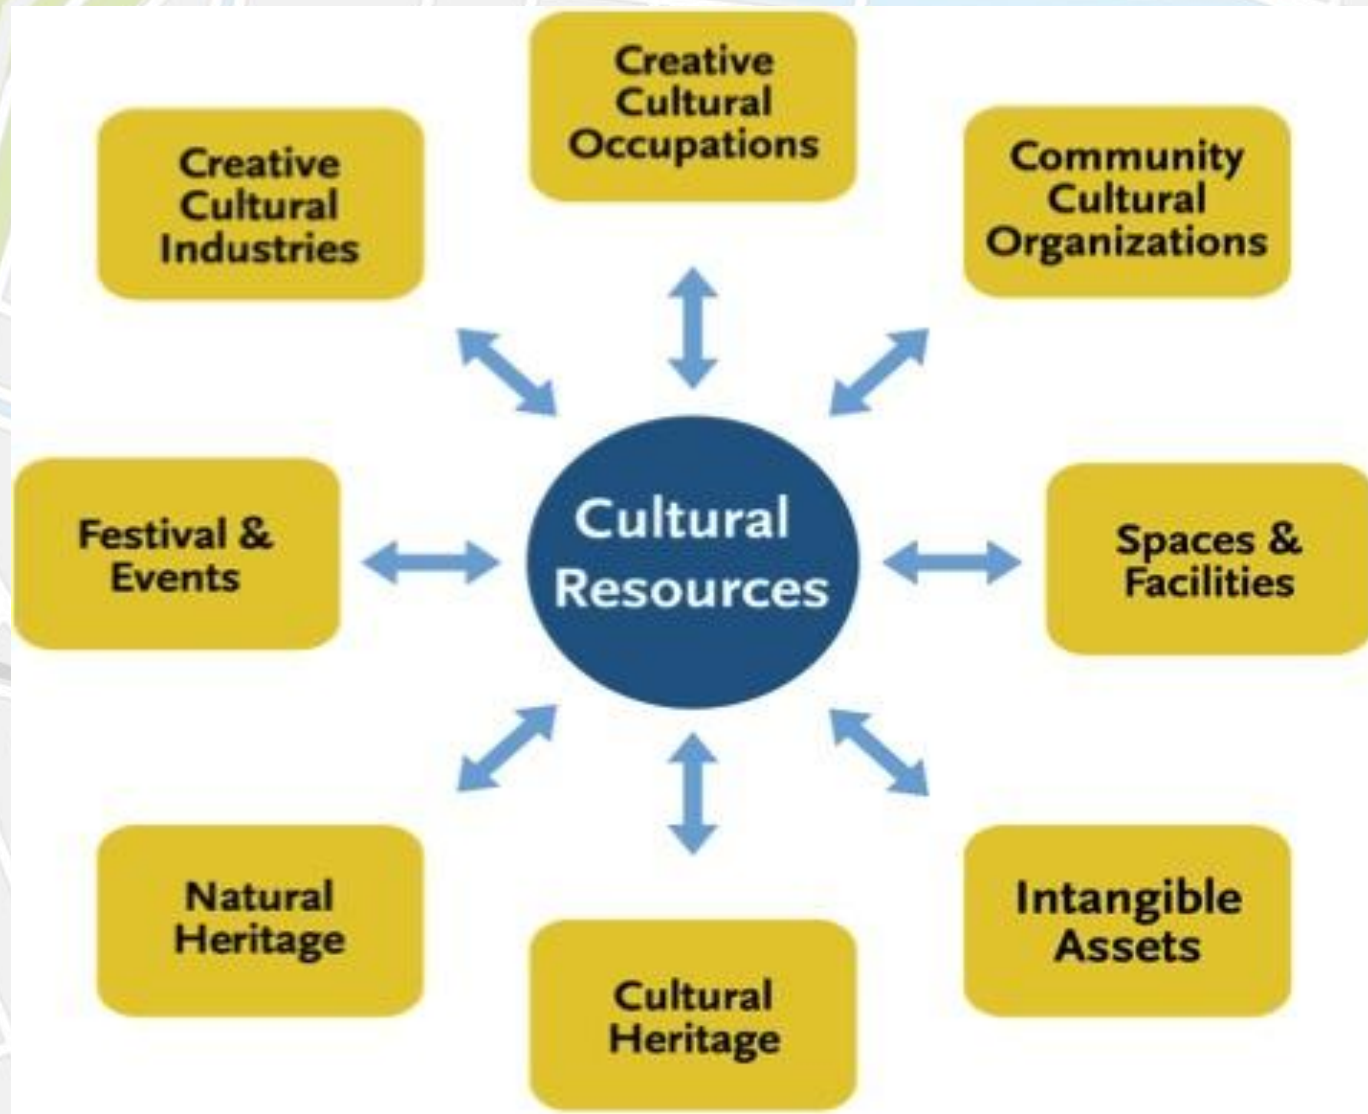 Creative
Cultural
Occupations
Creative
Cultural
Industries
Community
Cultural
Organizations
Festival &
Events
Cultural
Resources
Spaces &
Facilities
Natural
Heritage
Cultural
Heritage
Intangible
Assets